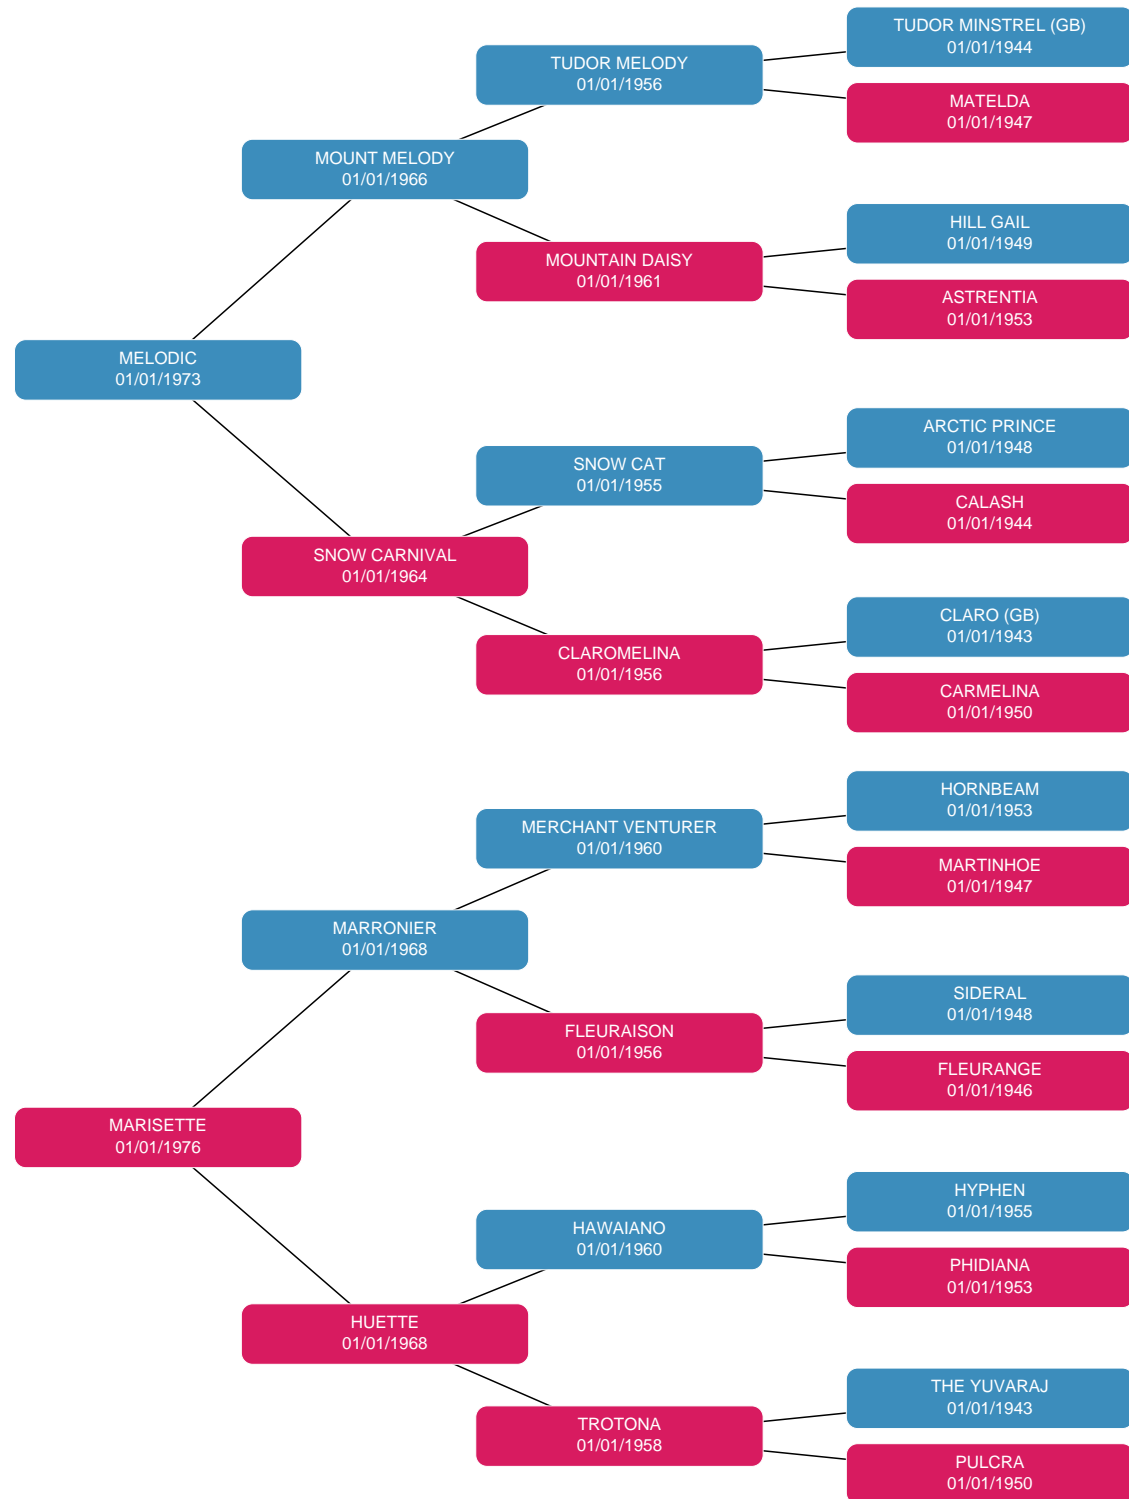 TUDOR MINSTREL (GB)
01/01/1944
TUDOR MELODY
01/01/1956
MATELDA
01/01/1947
MOUNT MELODY
01/01/1966
HILL GAIL
01/01/1949
MOUNTAIN DAISY
01/01/1961
ASTRENTIA
01/01/1953
MELODIC
01/01/1973
ARCTIC PRINCE
01/01/1948
SNOW CAT
01/01/1955
CALASH
01/01/1944
SNOW CARNIVAL
01/01/1964
CLARO (GB)
01/01/1943
CLAROMELINA
01/01/1956
CARMELINA
01/01/1950
HORNBEAM
01/01/1953
MERCHANT VENTURER
01/01/1960
MARTINHOE
01/01/1947
MARRONIER
01/01/1968
SIDERAL
01/01/1948
FLEURAISON
01/01/1956
FLEURANGE
01/01/1946
MARISETTE
01/01/1976
HYPHEN
01/01/1955
HAWAIANO
01/01/1960
PHIDIANA
01/01/1953
HUETTE
01/01/1968
THE YUVARAJ
01/01/1943
TROTONA
01/01/1958
PULCRA
01/01/1950